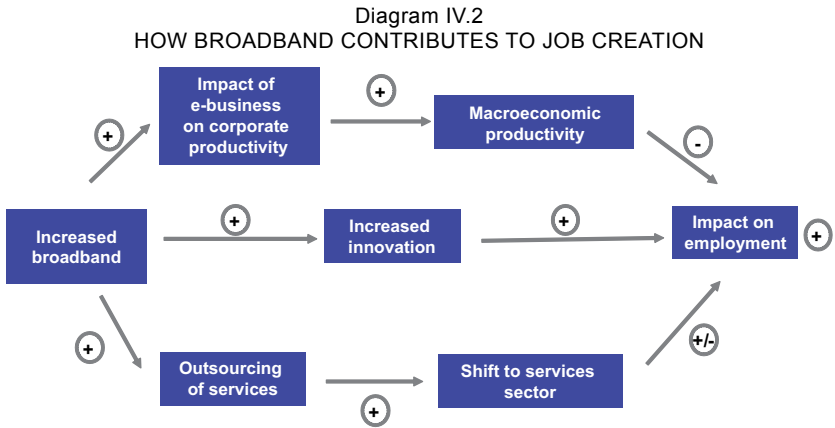 Diagram IV.2
HOW BROADBAND CONTRIBUTES TO JOB CREATION
Impact of
e-business
on corporate
productivity
+
Macroeconomic
productivity
+
-
Increased
broadband
+
Increased
innovation
+
Impact on
employment
+
+
Outsourcing
of services
+
Shift to services
sector
+/-